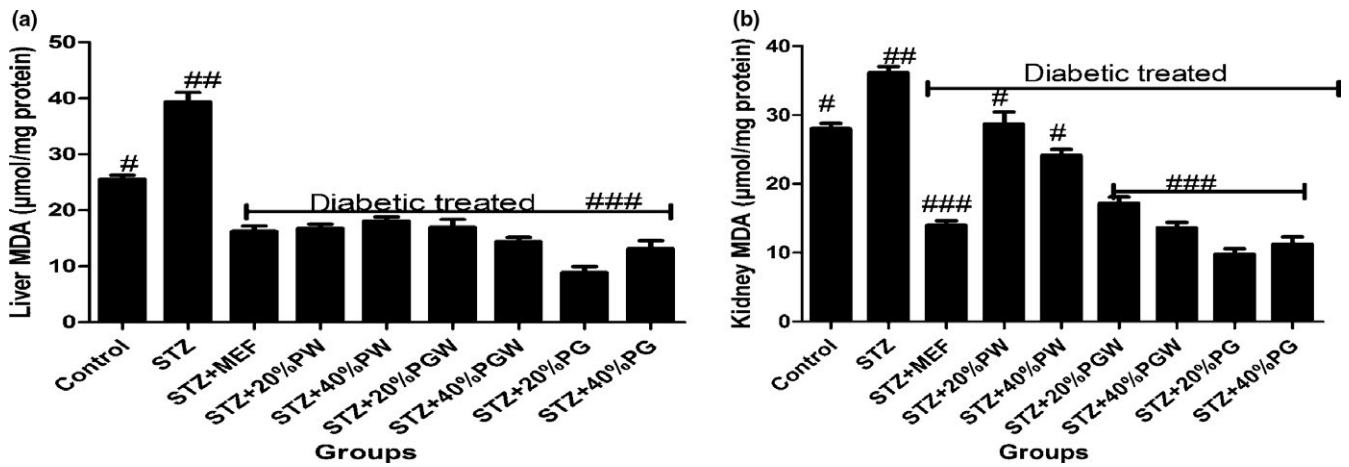 (a)
Liver MDA (µmol/mg protein)
50
40
30
20
10
0
#
##
Diabetic treated
###
Control
STZ
STZ+MEF
STZ+20%PW
STZ+40%PW
STZ+20%PGW
STZ+40%PGW
STZ+20%PG
STZ+40%PG
Groups
(b)
Kidney MDA (µmol/mg protein)
40
30
20
10
0
#
##
Diabetic treated
###
#
#
###
Control
STZ
STZ+MEF
STZ+20%PW
STZ+40%PW
STZ+20%PGW
STZ+40%PGW
STZ+20%PG
STZ+40%PG
Groups